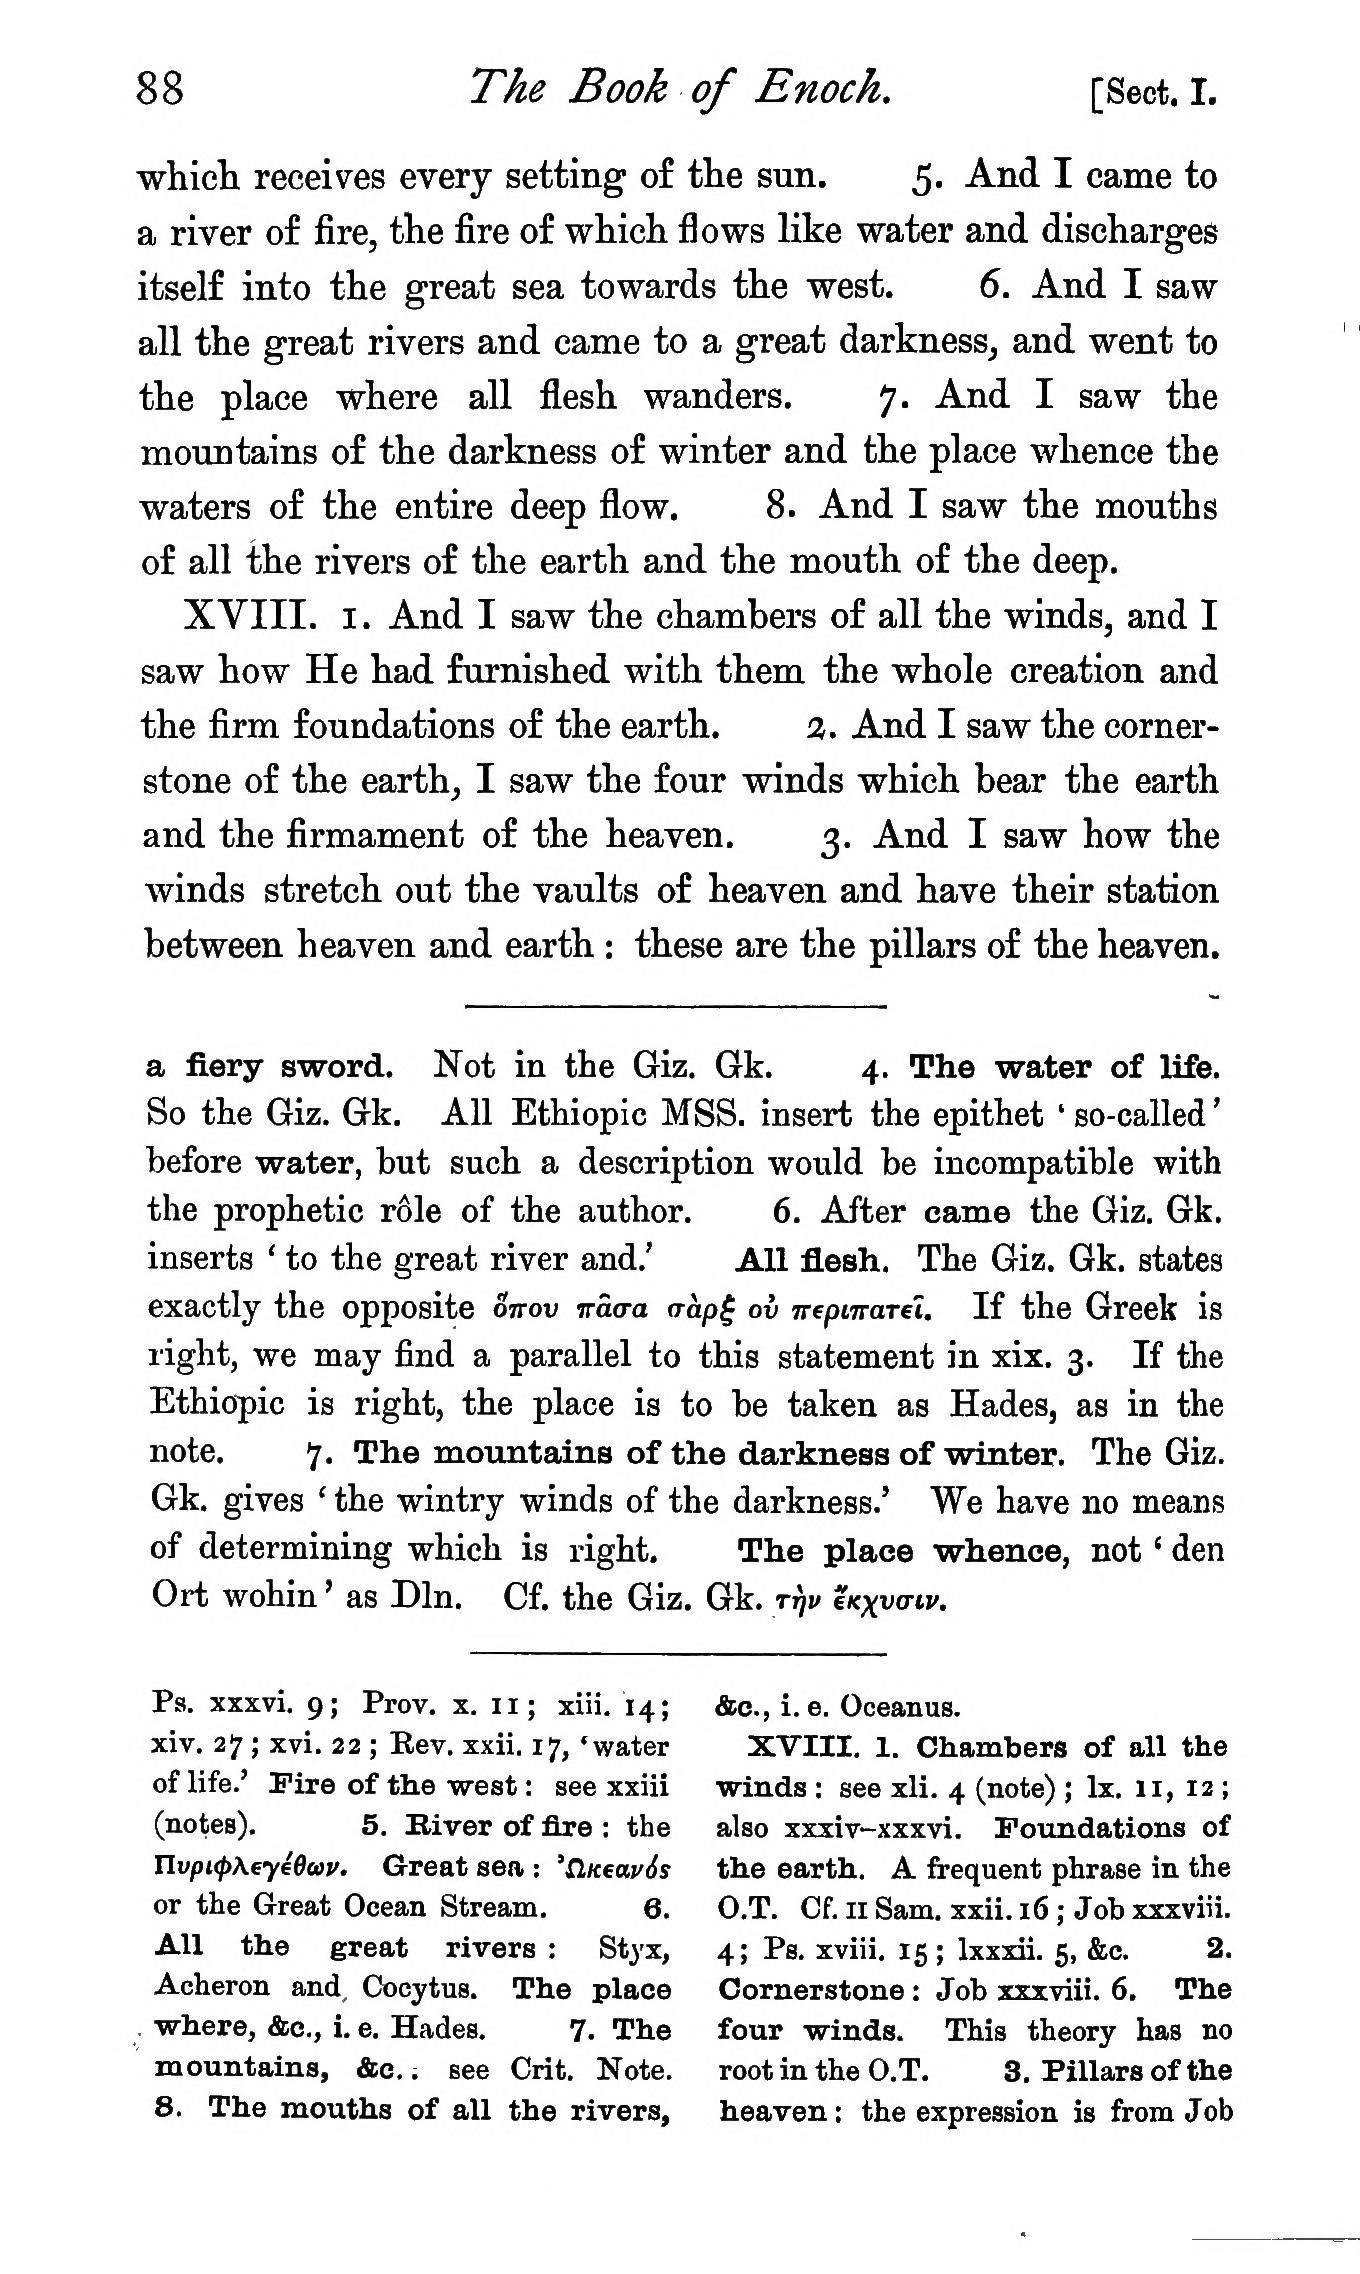 88 The Book of Enoch. [Sect. I.
which receives every setting of the sun. 5. And I came to
a river of fire, the fire of which flows like water and discharges
itself into the great sea towards the west. 6. And I saw
all the great rivers and came to a great darkness, and went to
the place where all flesh wanders. 7. And I saw the
mountains of the darkness of winter and the place whence the
waters of the entire deep flow. 8. And I saw the mouths
of all the rivers of the earth and the mouth of the deep.
XVIII. 1. And I saw the chambers of all the winds, and I
saw how He had furnished with them the whole creation and
the firm foundations of the earth. 2. And I saw the corner-
stone of the earth, I saw the four winds which bear the earth
and the firmament of the heaven. 3. And I saw how the
winds stretch out the vaults of heaven and have their station
between heaven and earth : these are the pillars of the heaven.
a fiery sword. Not in the Giz. Gk. 4. The water of life.
So the Giz. Gk. All Ethiopic MSS. insert the epithet ‘ so-called ’
before water, but such a description would be incompatible with
the prophetic rôle of the author. 6. After came the Giz. Gk.
inserts ‘ to the great river and.’ All flesh. The Giz. Gk. states
exactly the opposite ὅπου πᾶσα σὰρξ οὐ περιπατεῖ. If the Greek is
right, we may find a parallel to this statement in xix. 3. If the
Ethiopic is right, the place is to be taken as Hades, as in the
note. 7. The mountains of the darkness of winter. The Giz.
Gk. gives ‘ the wintry winds of the darkness.’ We have no means
of determining which is right. The place whence, not ‘ den
Ort wohin ’ as Dln. Cf. the Giz. Gk. τὴν ἔκχυσιν.
Ps. xxxvi. 9 ; Prov. x. 11 ; xiii. 14 ;
xiv. 27 ; xvi. 22 ; Rev. xxii. 17, ‘water
of life.’ Fire of the west : see xxiii
(notes). 5. River of fire : the
Πυριφλεγέθων. Great sea : Ὠκεανός
or the Great Ocean Stream. 6.
All the great rivers : Styx,
Acheron and Cocytus. The place
where, &c., i. e. Hades. 7. The
mountains, &c. : see Crit. Note.
8. The mouths of all the rivers,
&c., i. e. Oceanus.
XVIII. 1. Chambers of all the
winds : see xli. 4 (note) ; lx. 11, 12 ;
also xxxiv–xxxvi. Foundations of
the earth. A frequent phrase in the
O.T. Cf. II Sam. xxii. 16 ; Job xxxviii.
4 ; Ps. xviii. 15 ; lxxxii. 5, &c. 2.
Cornerstone : Job xxxviii. 6. The
four winds. This theory has no
root in the O.T. 3. Pillars of the
heaven : the expression is from Job